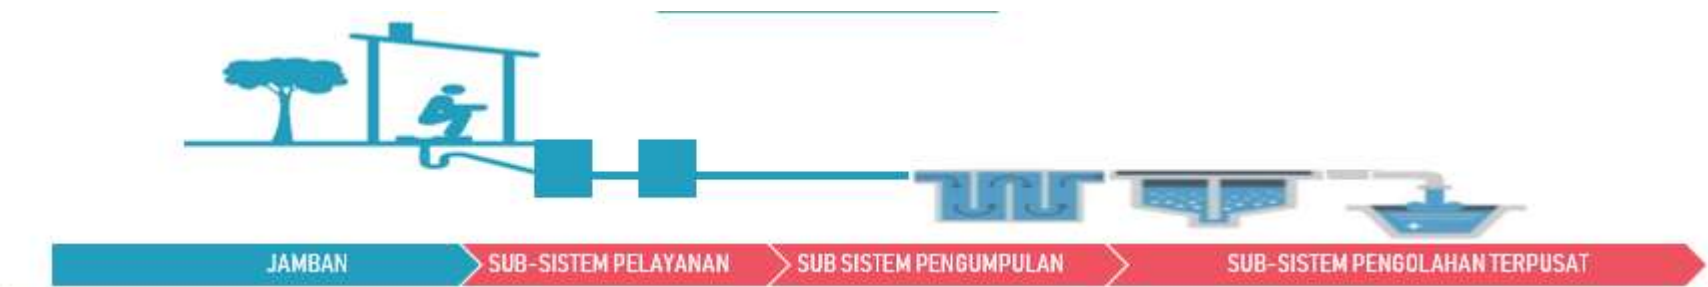 JAMBAN
SUB-SISTEM PELAYANAN
SUB SISTEM PENGUMPULAN
SUB-SISTEM PENGOLAHAN TERPUSAT